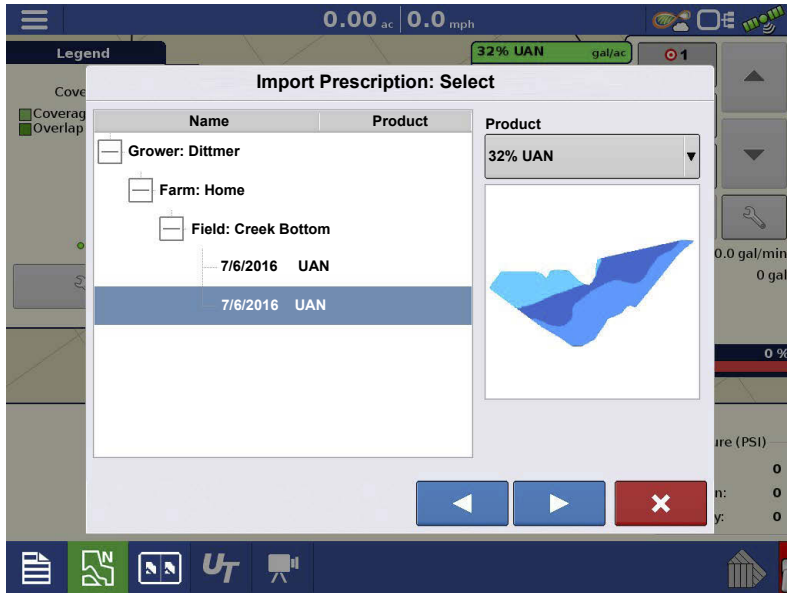 0.00 ac 0.0 mph
Legend
32% UAN gal/ac
1
Import Prescription: Select
Name Product
Product
Grower: Dittmer
32% UAN
Farm: Home
Field: Creek Bottom
7/6/2016 UAN
7/6/2016 UAN
Cove
Coverag
Overlap
0.0 gal/min
0 gal
0 %
ure (PSI)
0
n: 0
y: 0
N
UT